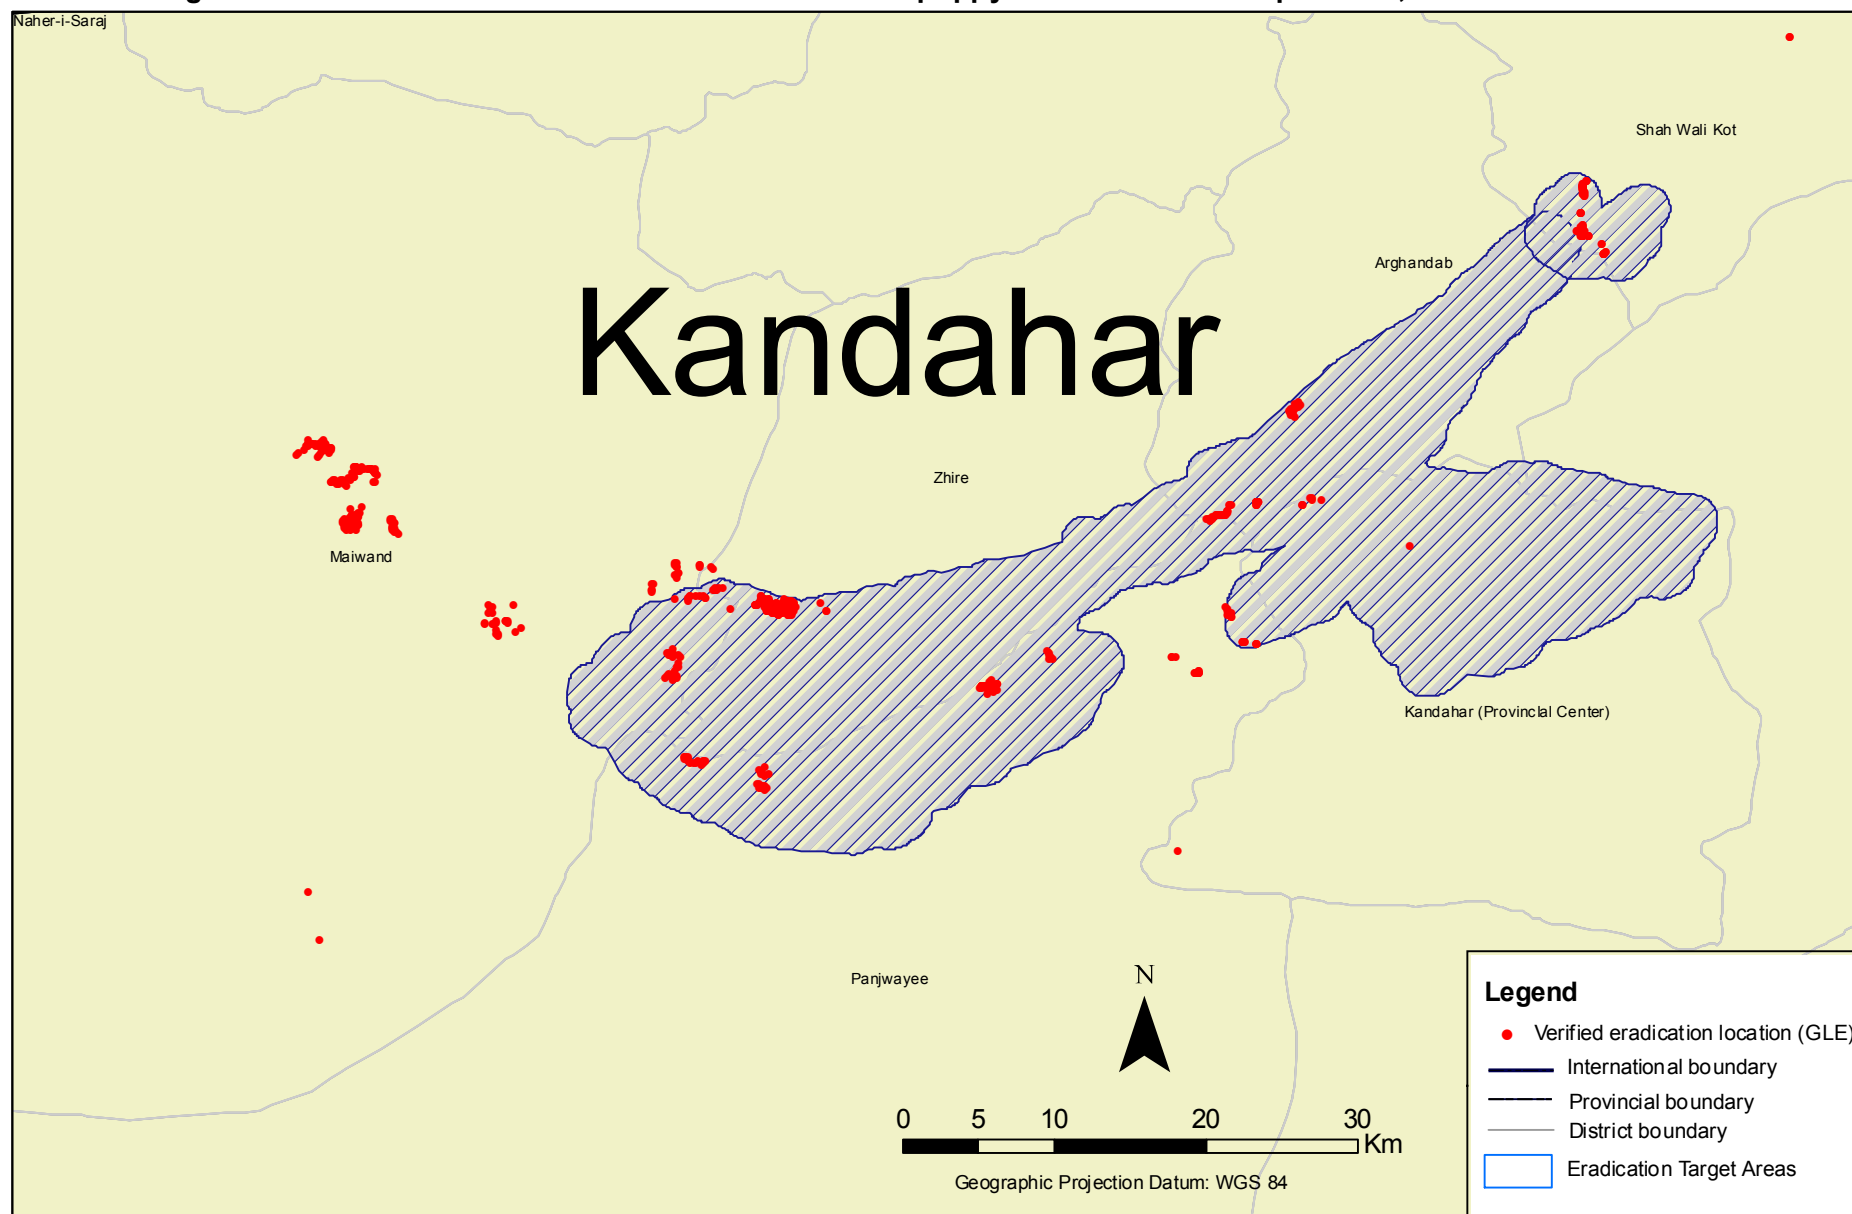 Naher-i-Saraj
Shah Wali Kot
Arghandab
Kandahar
Zhire
Maiwand
Kandahar (Provincial Center)
Panjwayee
N
0 5 10 20 30
Km
Geographic Projection Datum: WGS 84
Legend
Verified eradication location (GLE)
International boundary
Provincial boundary
District boundary
Eradication Target Areas